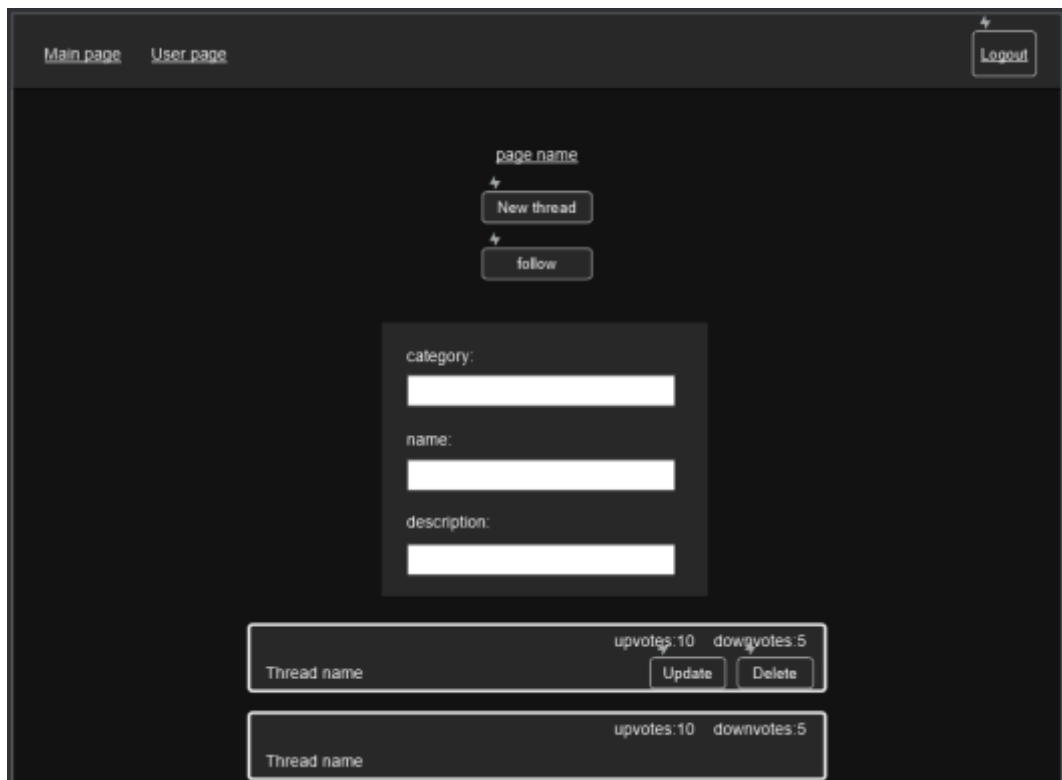 Main page User page Logout
page name
New thread
follow
category:
name:
description:
upvotes:10 downvotes:5
Thread name Update Delete
upvotes:10 downvotes:5
Thread name